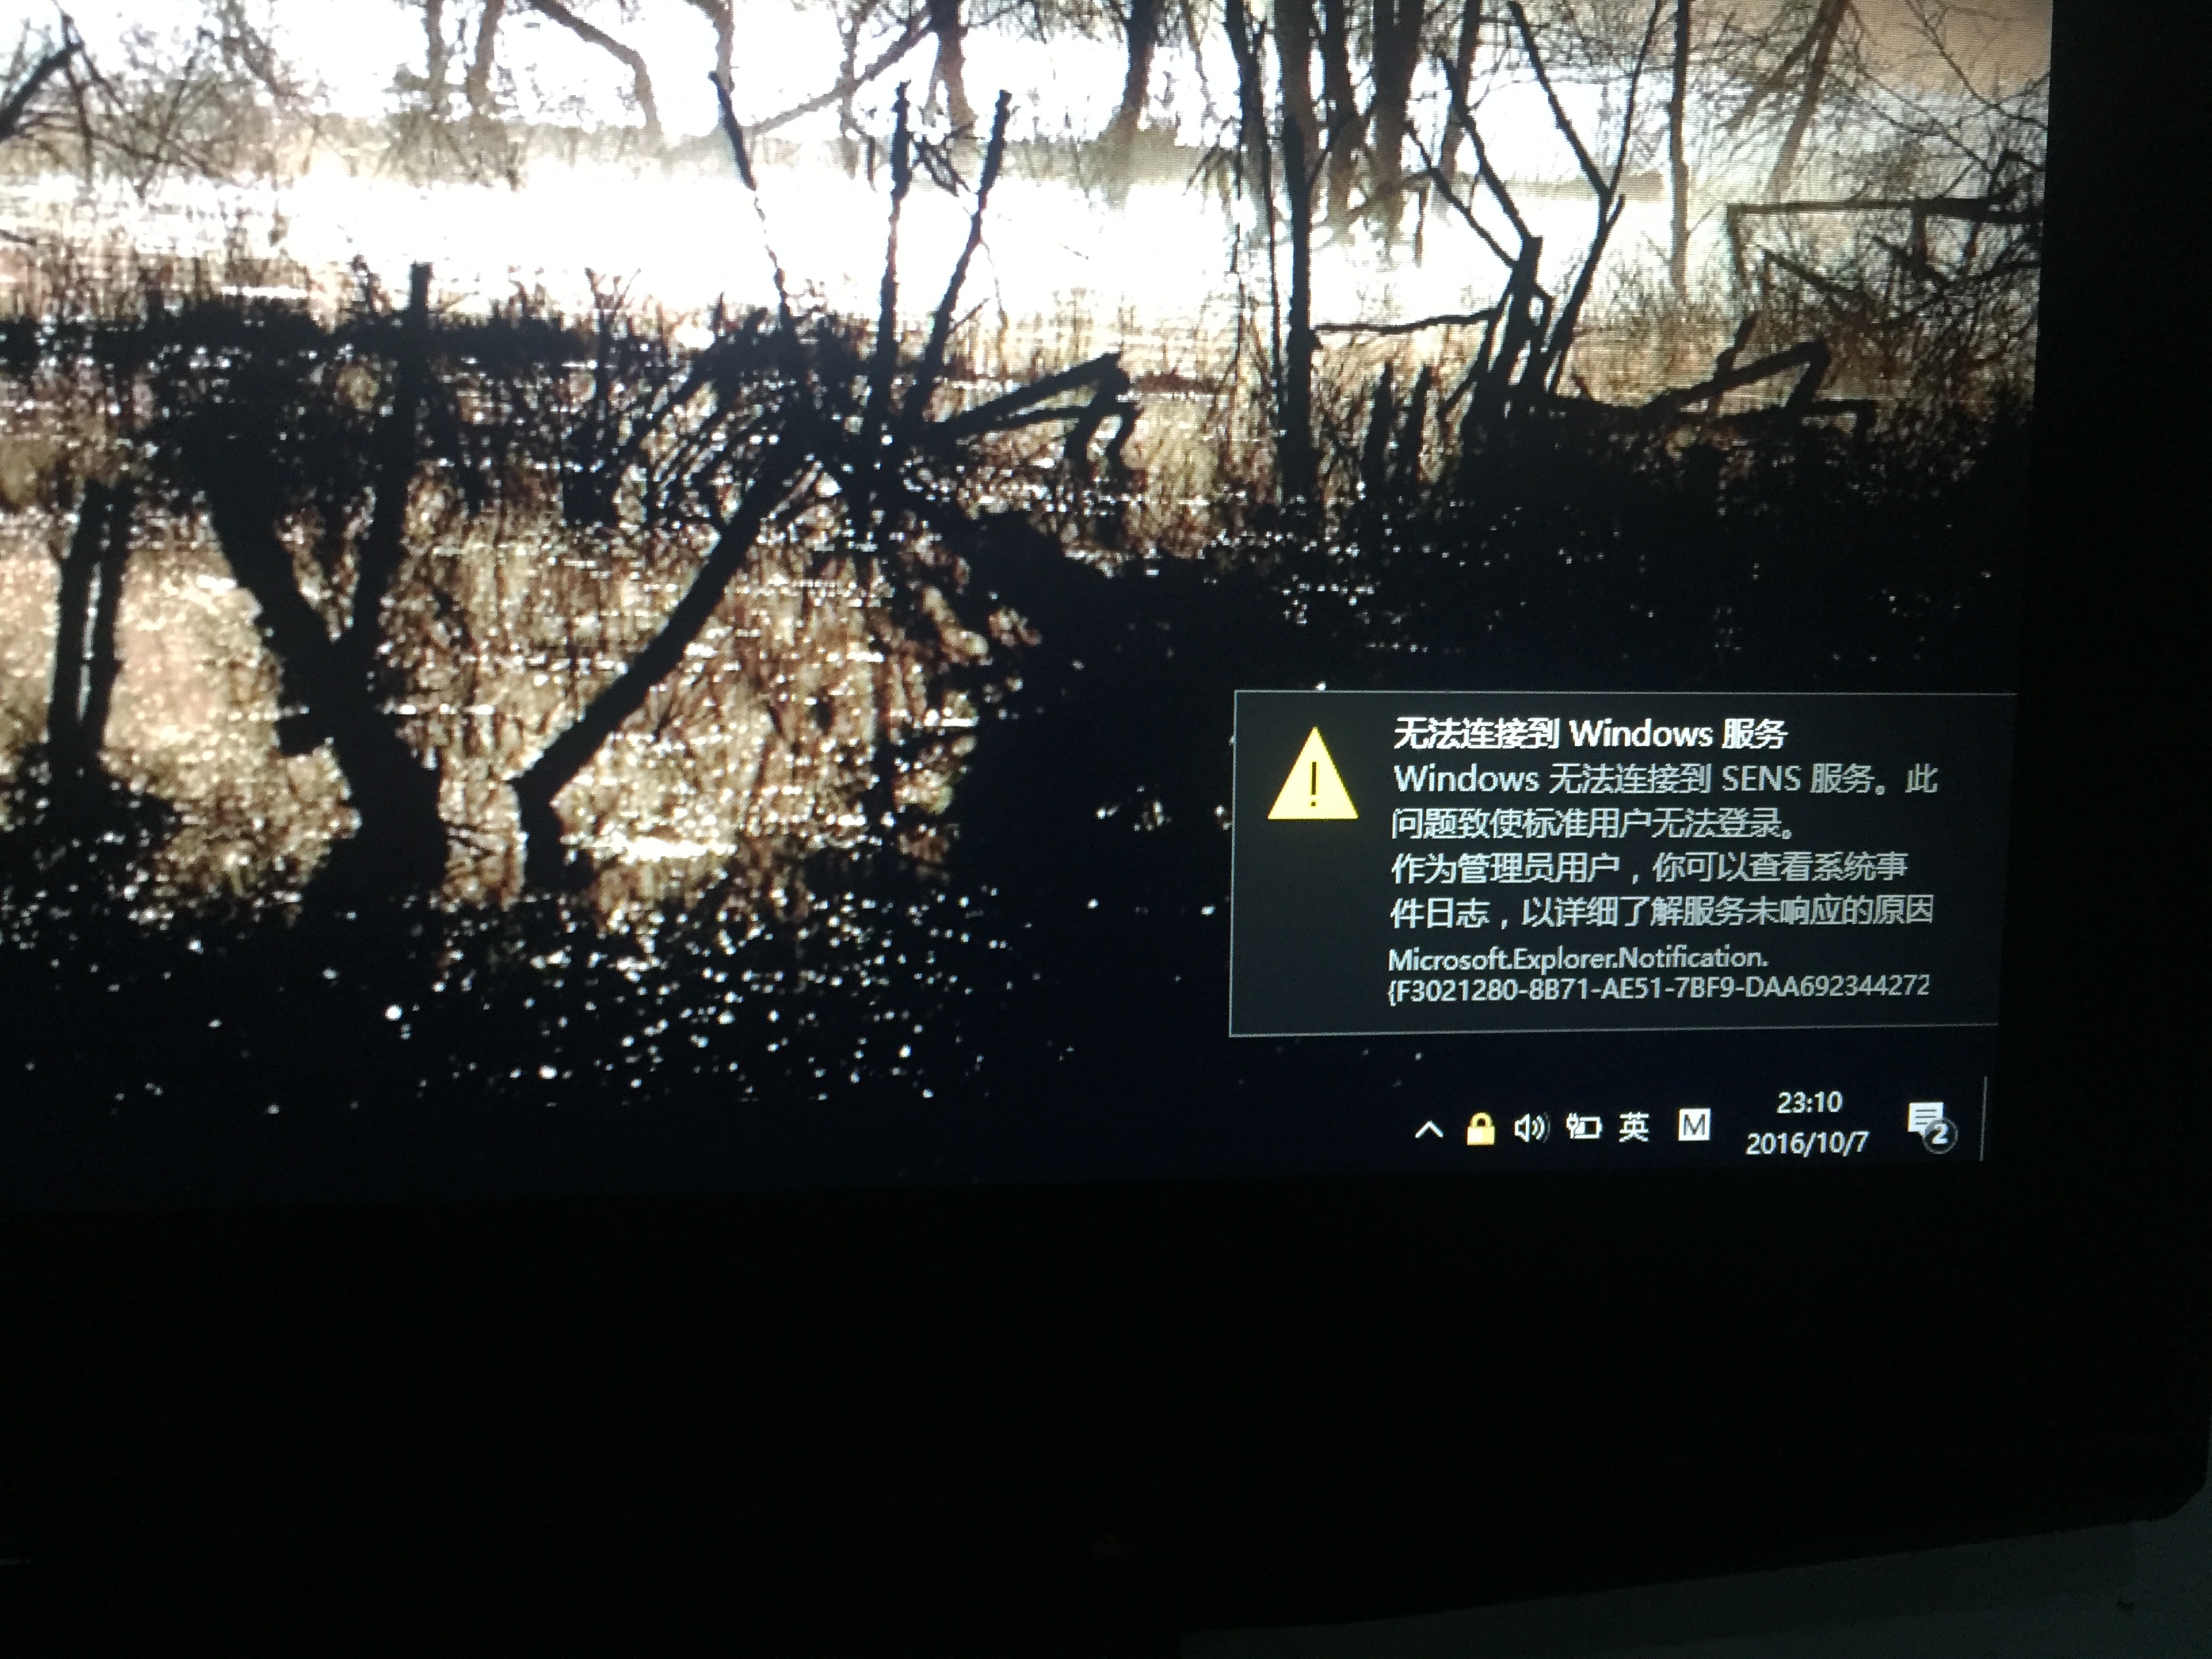 无法连接到 Windows 服务
Windows 无法连接到 SENS 服务。此
问题致使标准用户无法登录。
作为管理员用户，你可以查看系统事
件日志，以详细了解服务未响应的原因
Microsoft.Explorer.Notification.
{F3021280-8B71-AE51-7BF9-DAA692344272
英 M 23:10
2016/10/7
2